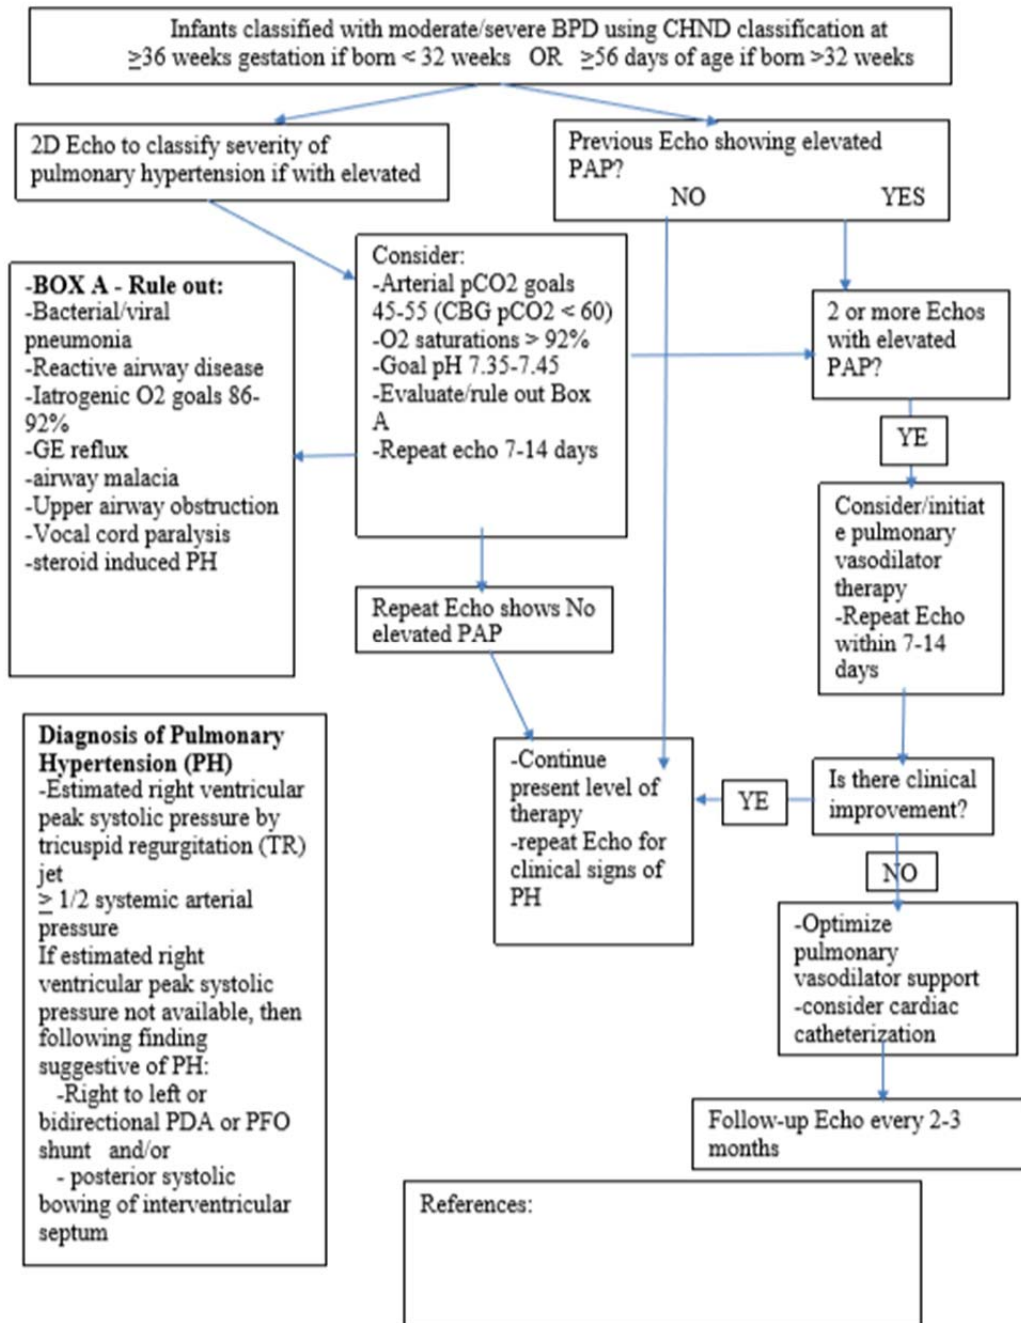 Infants classified with moderate/severe BPD using CHND classification at
≥36 weeks gestation if born < 32 weeks OR ≥56 days of age if born >32 weeks
2D Echo to classify severity of
pulmonary hypertension if with elevated
Previous Echo showing elevated
PAP?
NO YES
-BOX A - Rule out:
-Bacterial/viral
pneumonia
-Reactive airway disease
-Iatrogenic O2 goals 86-
92%
-GE reflux
-airway malacia
-Upper airway obstruction
-Vocal cord paralysis
-steroid induced PH
Consider:
-Arterial pCO2 goals
45-55 (CBG pCO2 < 60)
-O2 saturations > 92%
-Goal pH 7.35-7.45
-Evaluate/rule out Box
A
-Repeat echo 7-14 days
2 or more Echos
with elevated
PAP?
YE
Consider/initiat
e pulmonary
vasodilator
therapy
-Repeat Echo
within 7-14
days
Repeat Echo shows No
elevated PAP
Diagnosis of Pulmonary
Hypertension (PH)
-Estimated right ventricular
peak systolic pressure by
tricuspid regurgitation (TR)
jet
≥ 1/2 systemic arterial
pressure
If estimated right
ventricular peak systolic
pressure not available, then
following finding
suggestive of PH:
-Right to left or
bidirectional PDA or PFO
shunt and/or
- posterior systolic
bowing of interventricular
septum
-Continue
present level of
therapy
-repeat Echo for
clinical signs of
PH
YE
Is there clinical
improvement?
NO
-Optimize
pulmonary
vasodilator support
-consider cardiac
catheterization
Follow-up Echo every 2-3
months
References: